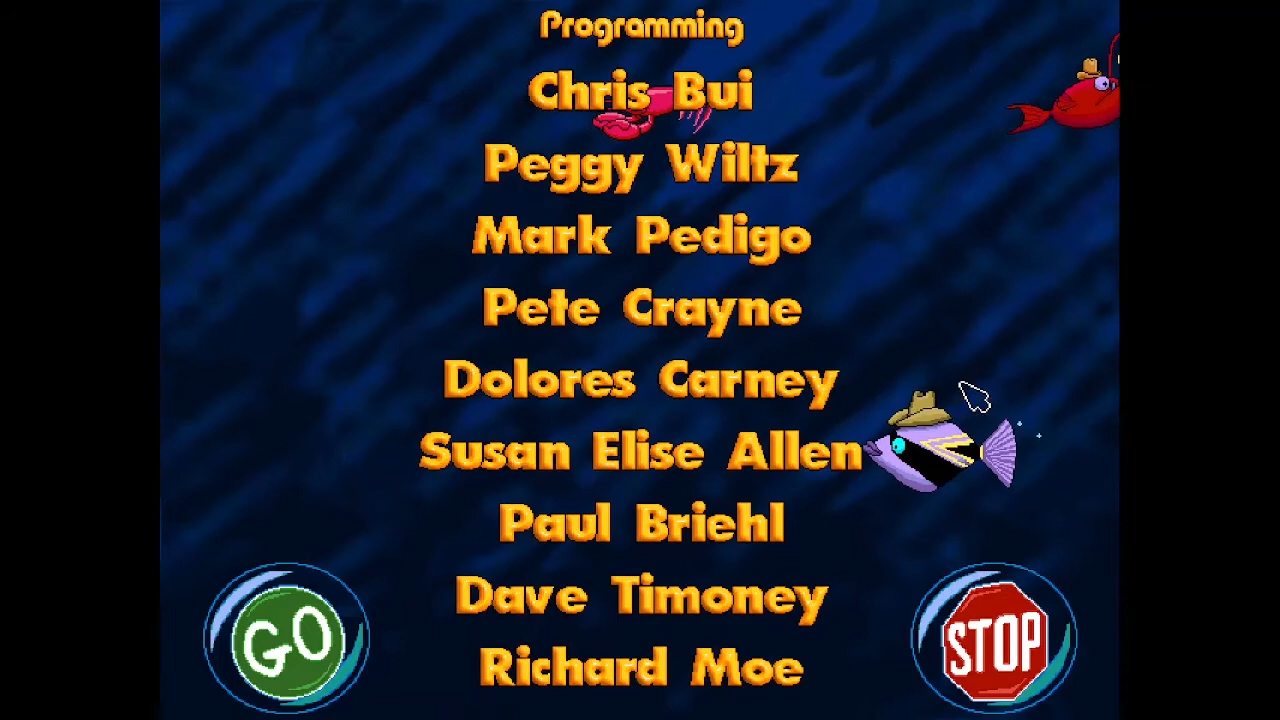 Programming
Chris Bui
Peggy Wiltz
Mark Pedigo
Pete Crayne
Dolores Carney
Susan Elise Allen
Paul Briehl
Dave Timoney
Richard Moe
GO
STOP